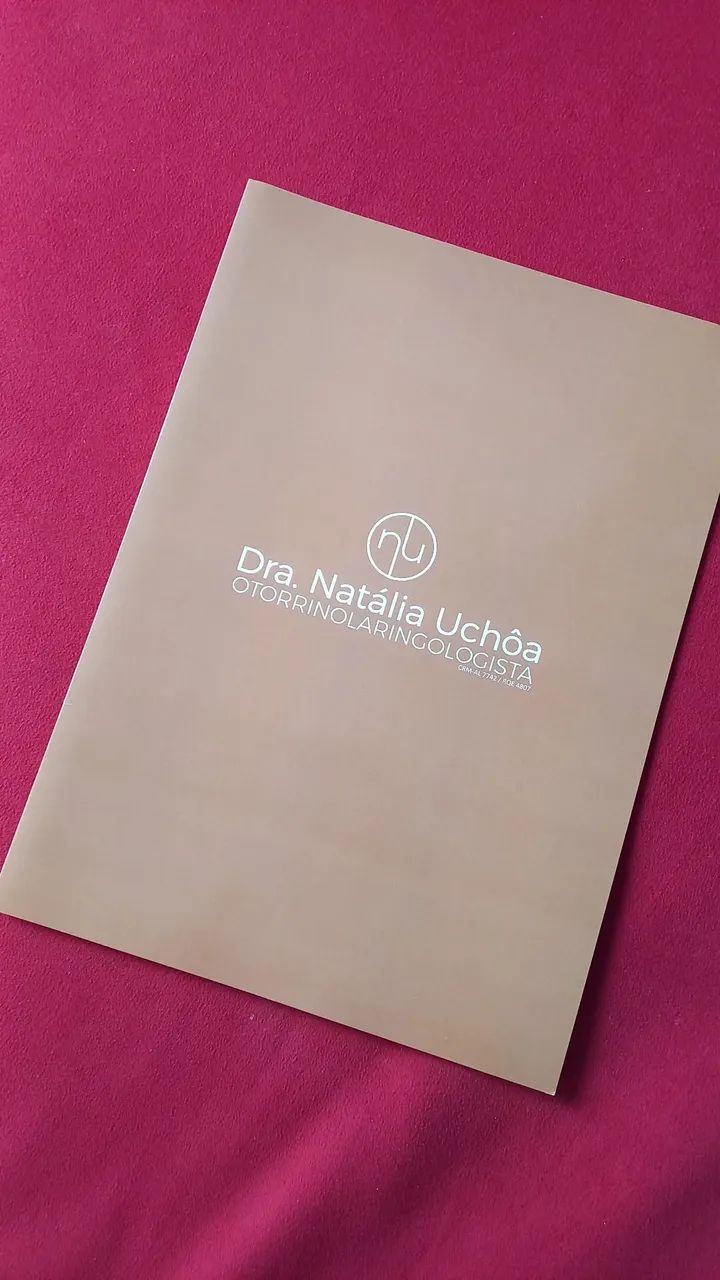 nu
Dra. Natália Uchôa
OTORRINOLARINGOLOGISTA
CRM-AL 7742 / RQE 4807